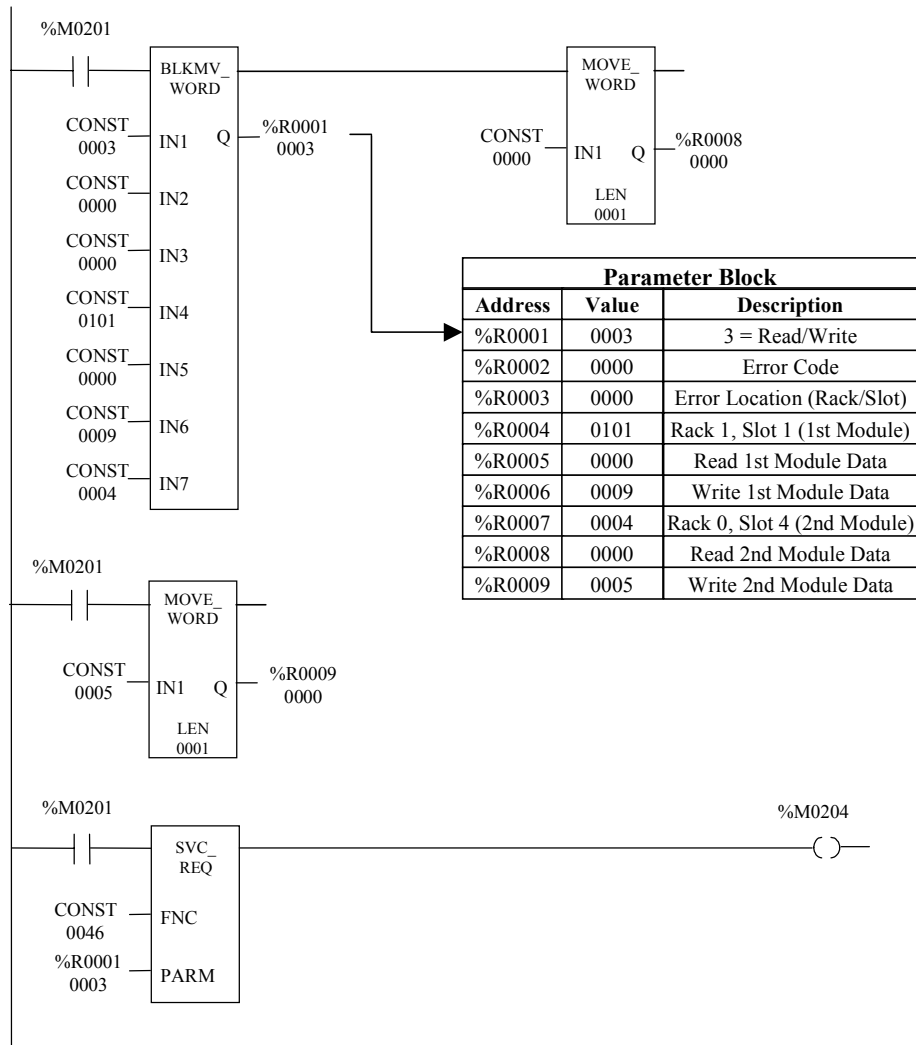 %M0201
BLKMV_
WORD
MOVE_
WORD
CONST
0003
IN1
Q
%R0001
0003
CONST
0000
IN1
Q
%R0008
0000
LEN
0001
CONST
0000
IN2
CONST
0000
IN3
CONST
0101
IN4
CONST
0000
IN5
CONST
0009
IN6
CONST
0004
IN7
Parameter Block
Address Value Description
%R0001 0003 3 = Read/Write
%R0002 0000 Error Code
%R0003 0000 Error Location (Rack/Slot)
%R0004 0101 Rack 1, Slot 1 (1st Module)
%R0005 0000 Read 1st Module Data
%R0006 0009 Write 1st Module Data
%R0007 0004 Rack 0, Slot 4 (2nd Module)
%R0008 0000 Read 2nd Module Data
%R0009 0005 Write 2nd Module Data
%M0201
MOVE_
WORD
CONST
0005
IN1
Q
%R0009
0000
LEN
0001
%M0201
%M0204
SVC_
REQ
CONST
0046
FNC
%R0001
0003
PARM